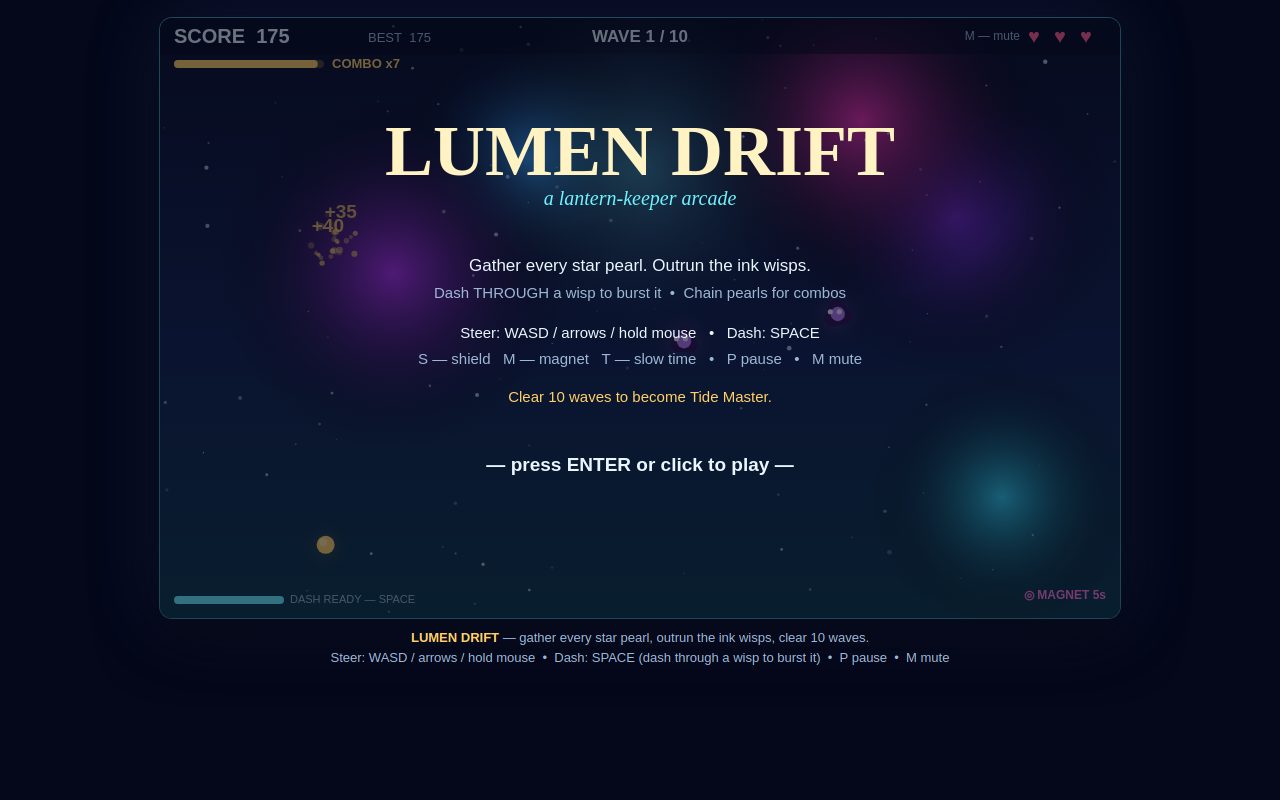 SCORE 175 BEST 175 WAVE 1 / 10 M — mute ♥ ♥ ♥
COMBO x7
LUMEN DRIFT
a lantern-keeper arcade
+35
+40
Gather every star pearl. Outrun the ink wisps.
Dash THROUGH a wisp to burst it • Chain pearls for combos
Steer: WASD / arrows / hold mouse • Dash: SPACE
S — shield M — magnet T — slow time • P pause • M mute
Clear 10 waves to become Tide Master.
— press ENTER or click to play —
DASH READY — SPACE ◎ MAGNET 5s
LUMEN DRIFT — gather every star pearl, outrun the ink wisps, clear 10 waves.
Steer: WASD / arrows / hold mouse • Dash: SPACE (dash through a wisp to burst it) • P pause • M mute